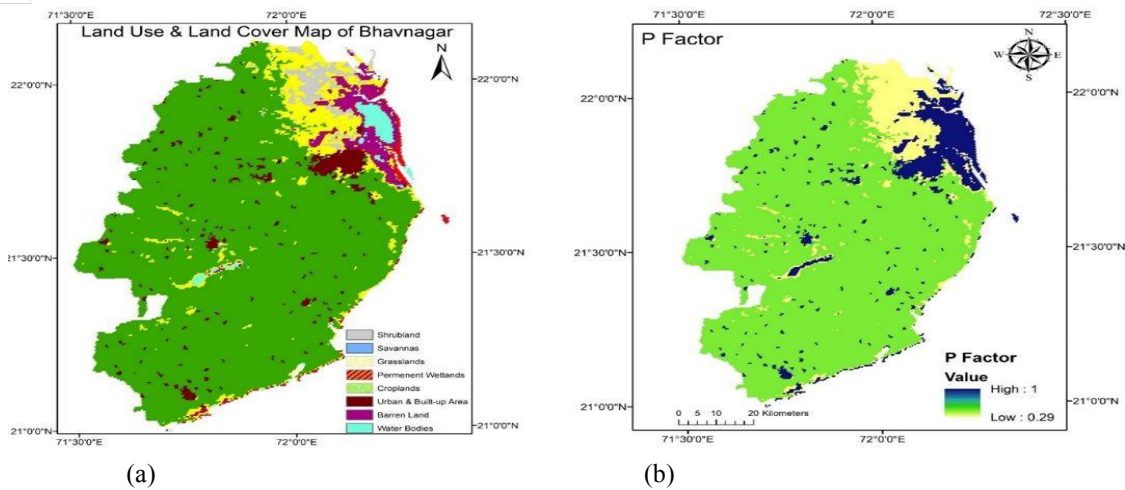 71°30'0"E 72°0'0"E
Land Use & Land Cover Map of Bhavnagar
N
22°0'0"N 22°0'0"N
21°30'0"N 21°30'0"N
Shrubland
Savannas
Grasslands
Permenent Wetlands
Croplands
Urban & Built-up Area
Barren Land
Water Bodies
21°0'0"N 21°0'0"N
71°30'0"E 72°0'0"E
(a)
71°30'0"E 72°0'0"E 72°30'0"E
P Factor
N
W E
S
22°0'0"N 22°0'0"N
21°30'0"N 21°30'0"N
P Factor
Value
High : 1
Low : 0.29
0 5 10 20 Kilometers
21°0'0"N 21°0'0"N
71°30'0"E 72°0'0"E 72°30'0"E
(b)